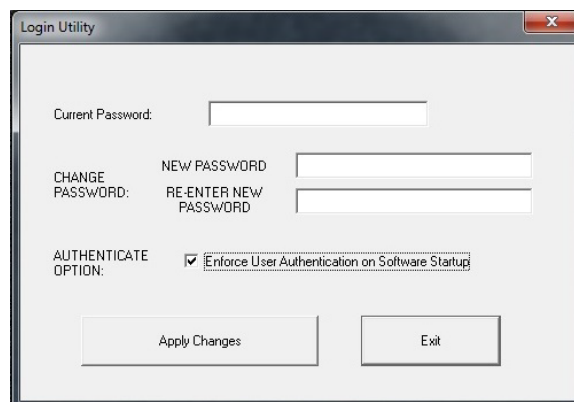 Login Utility
Current Password:
CHANGE
PASSWORD:
NEW PASSWORD
RE-ENTER NEW
PASSWORD
AUTHENTICATE
OPTION:
Enforce User Authentication on Software Startup
Apply Changes
Exit